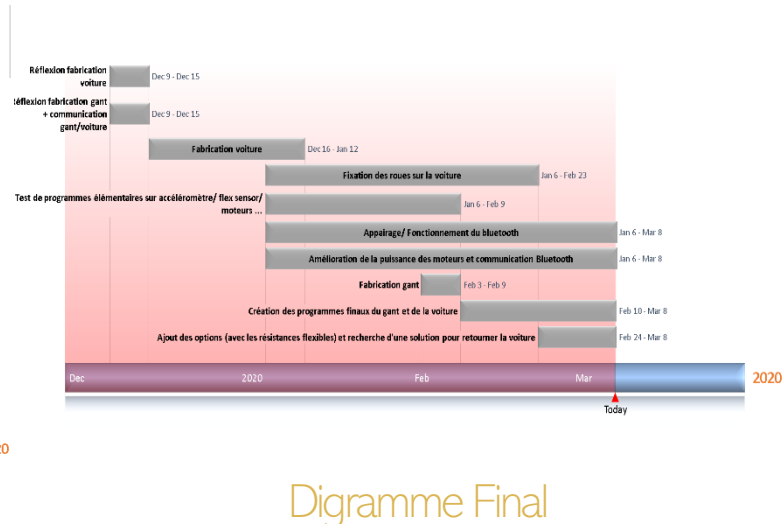 Réflexion fabrication
voiture
Dec 9 - Dec 15
éflexion fabrication gant
+ communication
gant/voiture
Dec 9 - Dec 15
Fabrication voiture
Dec 16 - Jan 12
Fixation des roues sur la voiture
Jan 6 - Feb 23
Test de programmes élémentaires sur accéléromètre/ flex sensor/
moteurs ...
Jan 6 - Feb 9
Appairage/ Fonctionnement du bluetooth
Jan 6 - Mar 8
Amélioration de la puissance des moteurs et communication Bluetooth
Jan 6 - Mar 8
Fabrication gant
Feb 3 - Feb 9
Création des programmes finaux du gant et de la voiture
Feb 10 - Mar 8
Ajout des options (avec les résistances flexibles) et recherche d'une solution pour retourner la voiture
Feb 24 - Mar 8
Dec 2020 Feb Mar
2020
Today
20
Digramme Final